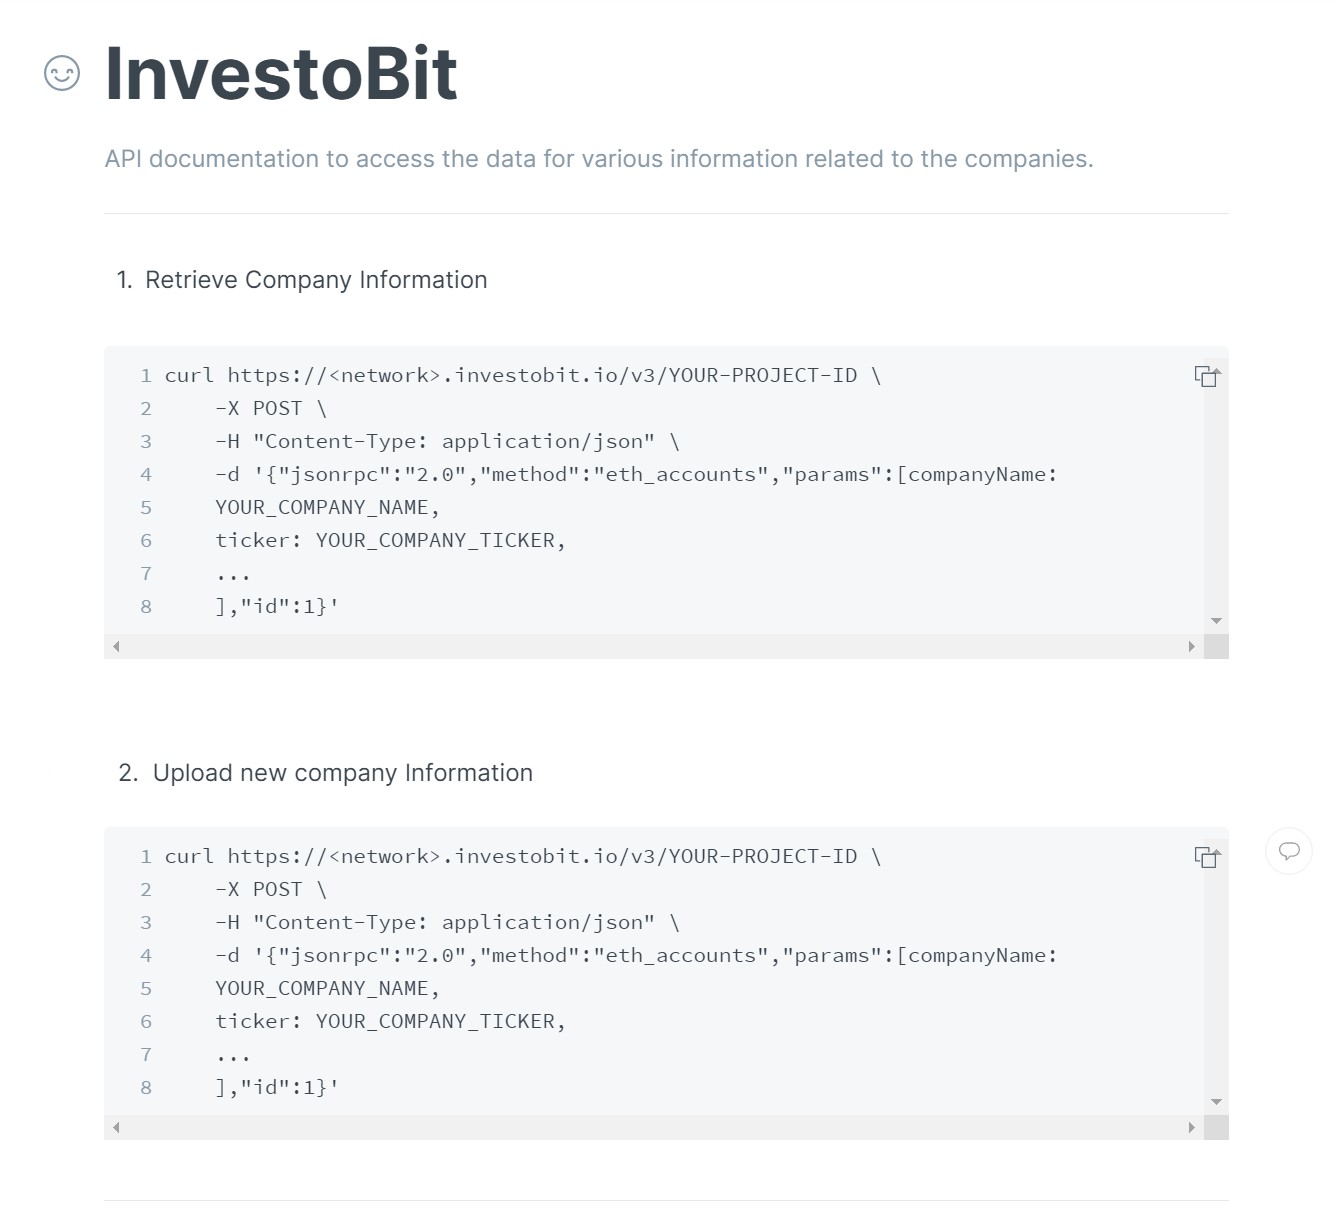 InvestoBit
API documentation to access the data for various information related to the companies.
1. Retrieve Company Information
1 curl https://<network>.investobit.io/v3/YOUR-PROJECT-ID \
2     -X POST \
3     -H "Content-Type: application/json" \
4     -d '{"jsonrpc":"2.0","method":"eth_accounts","params":[companyName:
5     YOUR_COMPANY_NAME,
6     ticker: YOUR_COMPANY_TICKER,
7     ...
8     ],"id":1}'
2. Upload new company Information
1 curl https://<network>.investobit.io/v3/YOUR-PROJECT-ID \
2     -X POST \
3     -H "Content-Type: application/json" \
4     -d '{"jsonrpc":"2.0","method":"eth_accounts","params":[companyName:
5     YOUR_COMPANY_NAME,
6     ticker: YOUR_COMPANY_TICKER,
7     ...
8     ],"id":1}'